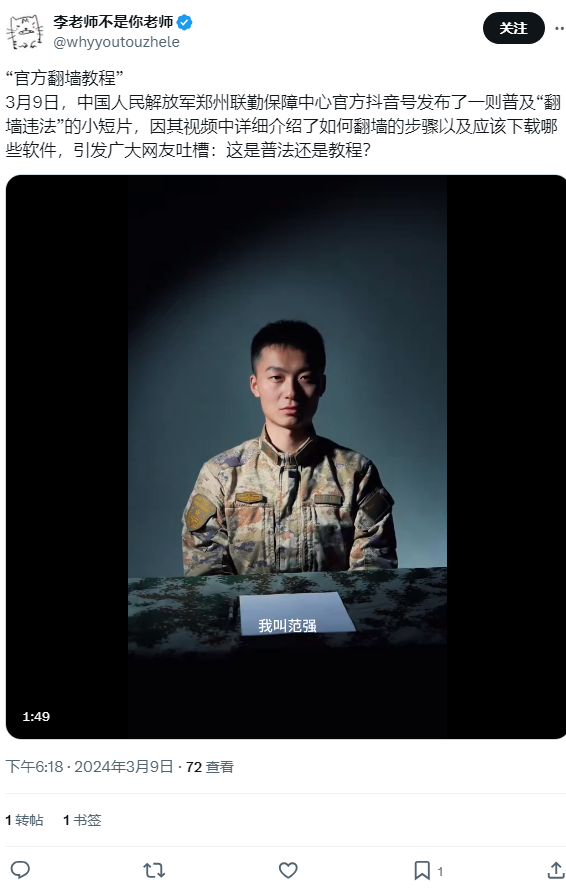 李老师不是你老师
@whyyoutouzhele
关注
“官方翻墙教程”
3月9日，中国人民解放军郑州联勤保障中心官方抖音号发布了一则普及“翻
墙违法”的小短片，因其视频中详细介绍了如何翻墙的步骤以及应该下载哪
些软件，引发广大网友吐槽：这是普法还是教程？
我叫范强
1:49
下午6:18 · 2024年3月9日 · 72 查看
1 转帖 1 书签
1